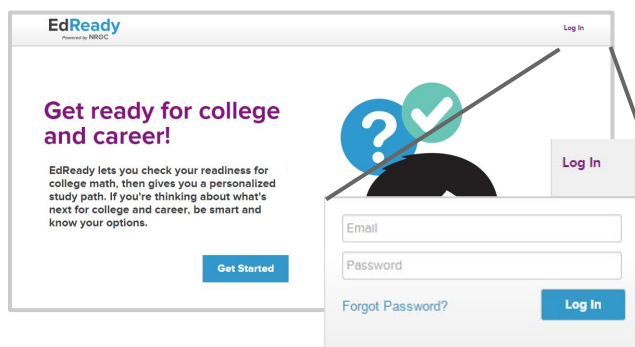 EdReady
Powered by NROC
Log In
Get ready for college
and career!
EdReady lets you check your readiness for
college math, then gives you a personalized
study path. If you're thinking about what's
next for college and career, be smart and
know your options.
Get Started
?
Log In
Email
Password
Forgot Password?
Log In